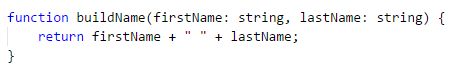 function buildName(firstName: string, lastName: string) {
    return firstName + " " + lastName;
}